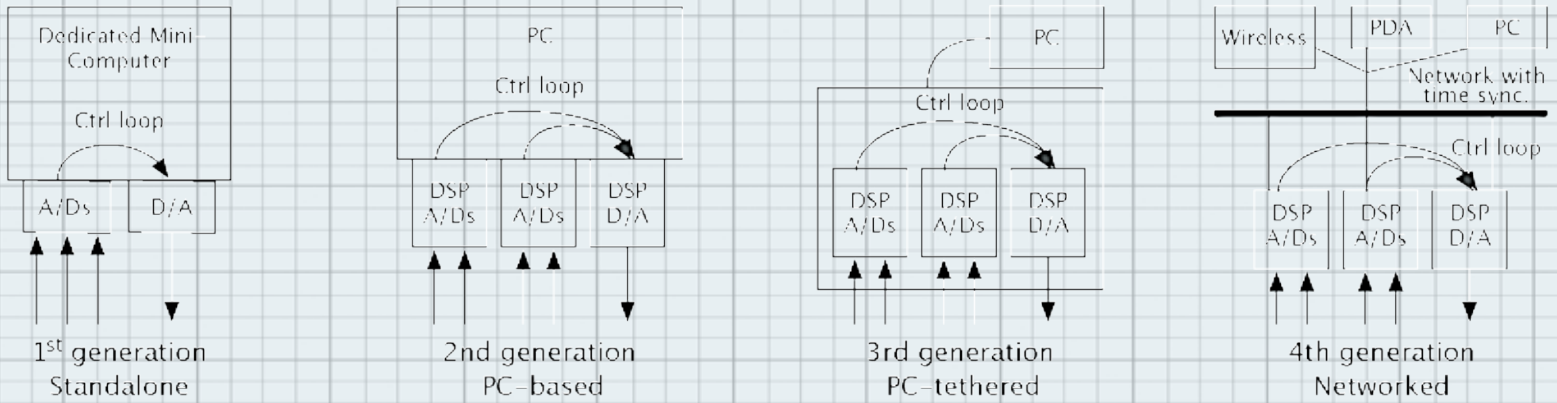 Dedicated Mini-
Computer
Ctrl loop
A/Ds
D/A
1st generation
Standalone
PC
Ctrl loop
DSP
A/Ds
DSP
A/Ds
DSP
D/A
2nd generation
PC-based
PC
Ctrl loop
DSP
A/Ds
DSP
A/Ds
DSP
D/A
3rd generation
PC-tethered
Wireless
PDA
PC
Network with
time sync.
Ctrl loop
DSP
A/Ds
DSP
A/Ds
DSP
D/A
4th generation
Networked